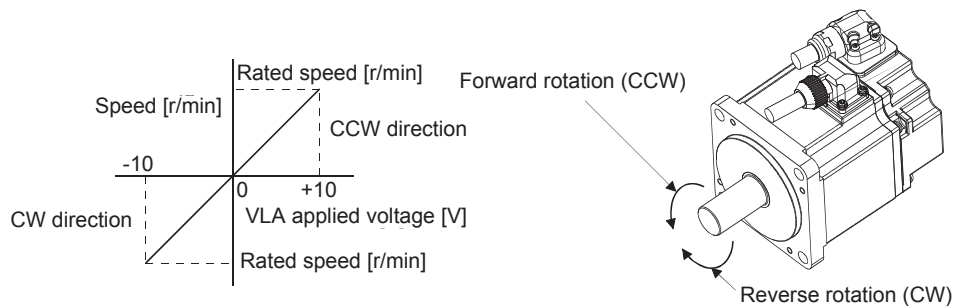 Rated speed [r/min]
Speed [r/min]
CCW direction
-10
0
+10
CW direction
VLA applied voltage [V]
Rated speed [r/min]
Forward rotation (CCW)
Reverse rotation (CW)